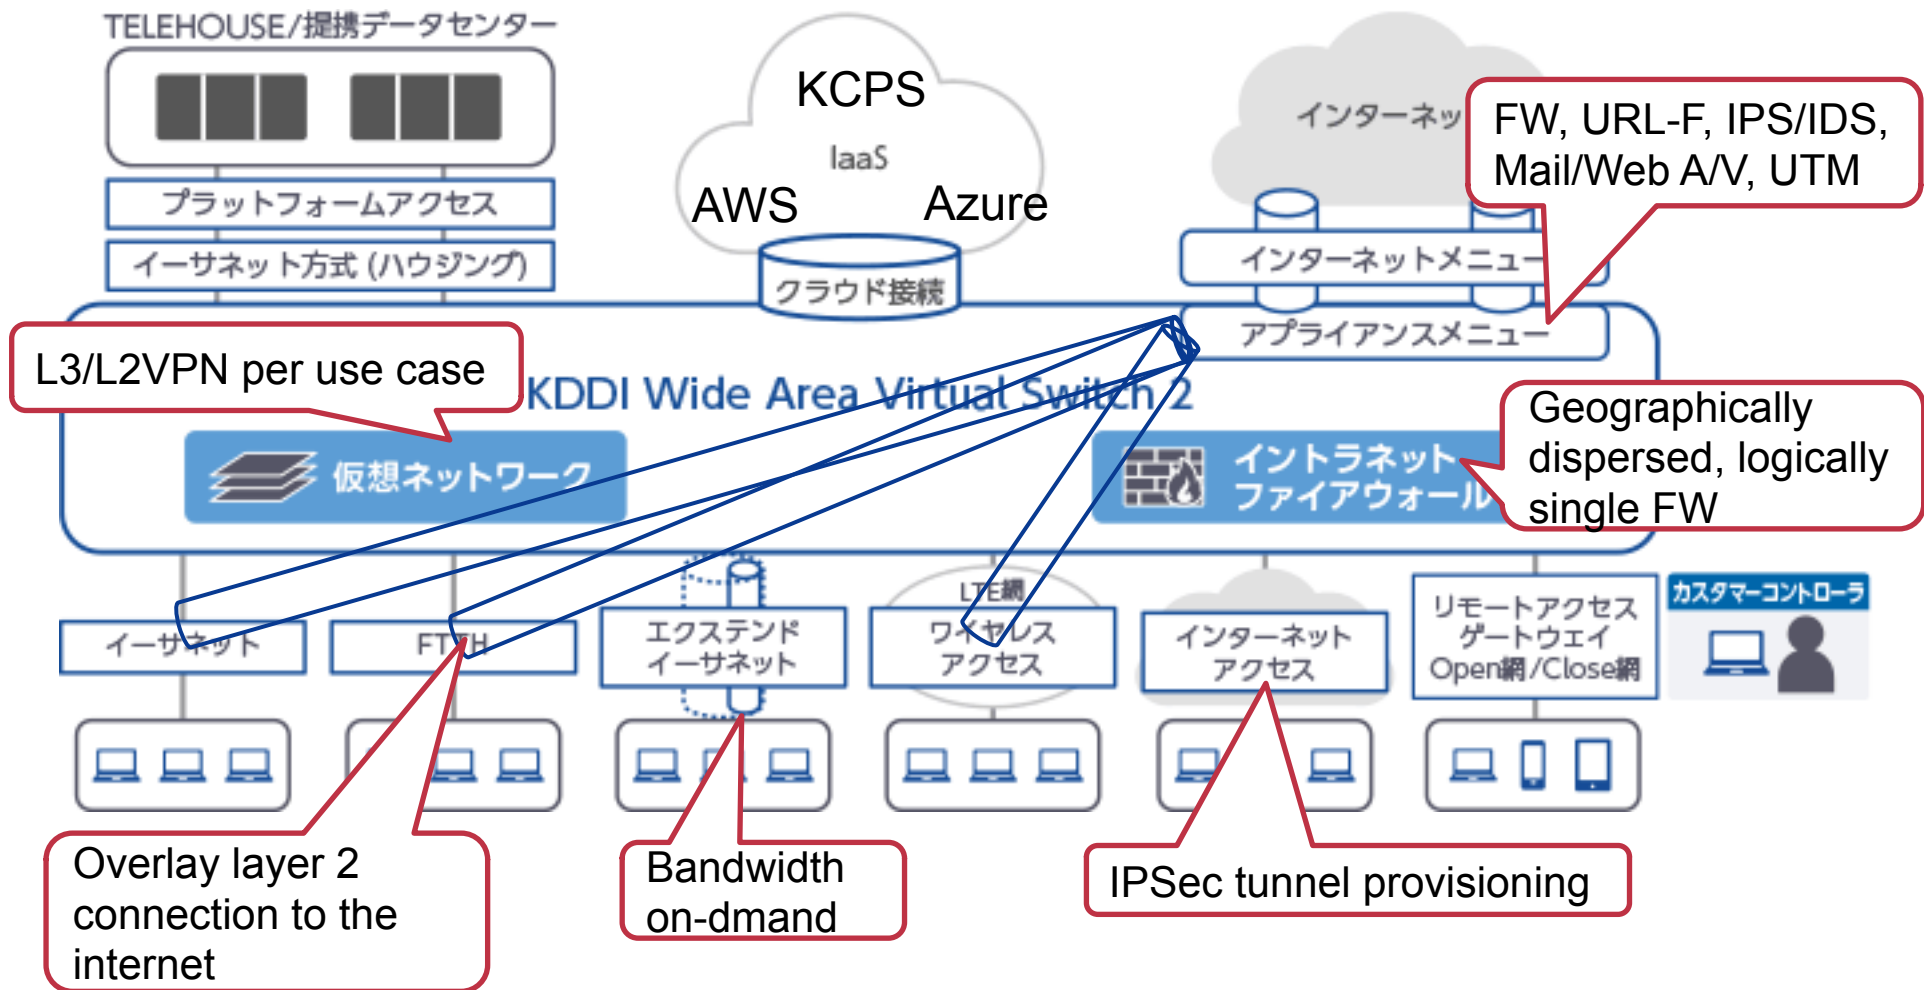 TELEHOUSE/提携データセンター
プラットフォームアクセス
イーサネット方式 (ハウジング)
KCPS
IaaS
AWS
Azure
クラウド接続
インターネッ
FW, URL-F, IPS/IDS,
Mail/Web A/V, UTM
インターネットメニュー
アプライアンスメニュー
L3/L2VPN per use case
KDDI Wide Area Virtual Switch 2
仮想ネットワーク
イントラネット
ファイアウォール
Geographically
dispersed, logically
single FW
イーサネット
FTTH
エクステンド
イーサネット
LTE網
ワイヤレス
アクセス
インターネット
アクセス
リモートアクセス
ゲートウェイ
Open網/Close網
カスタマーコントローラ
Overlay layer 2
connection to the
internet
Bandwidth
on-dmand
IPSec tunnel provisioning